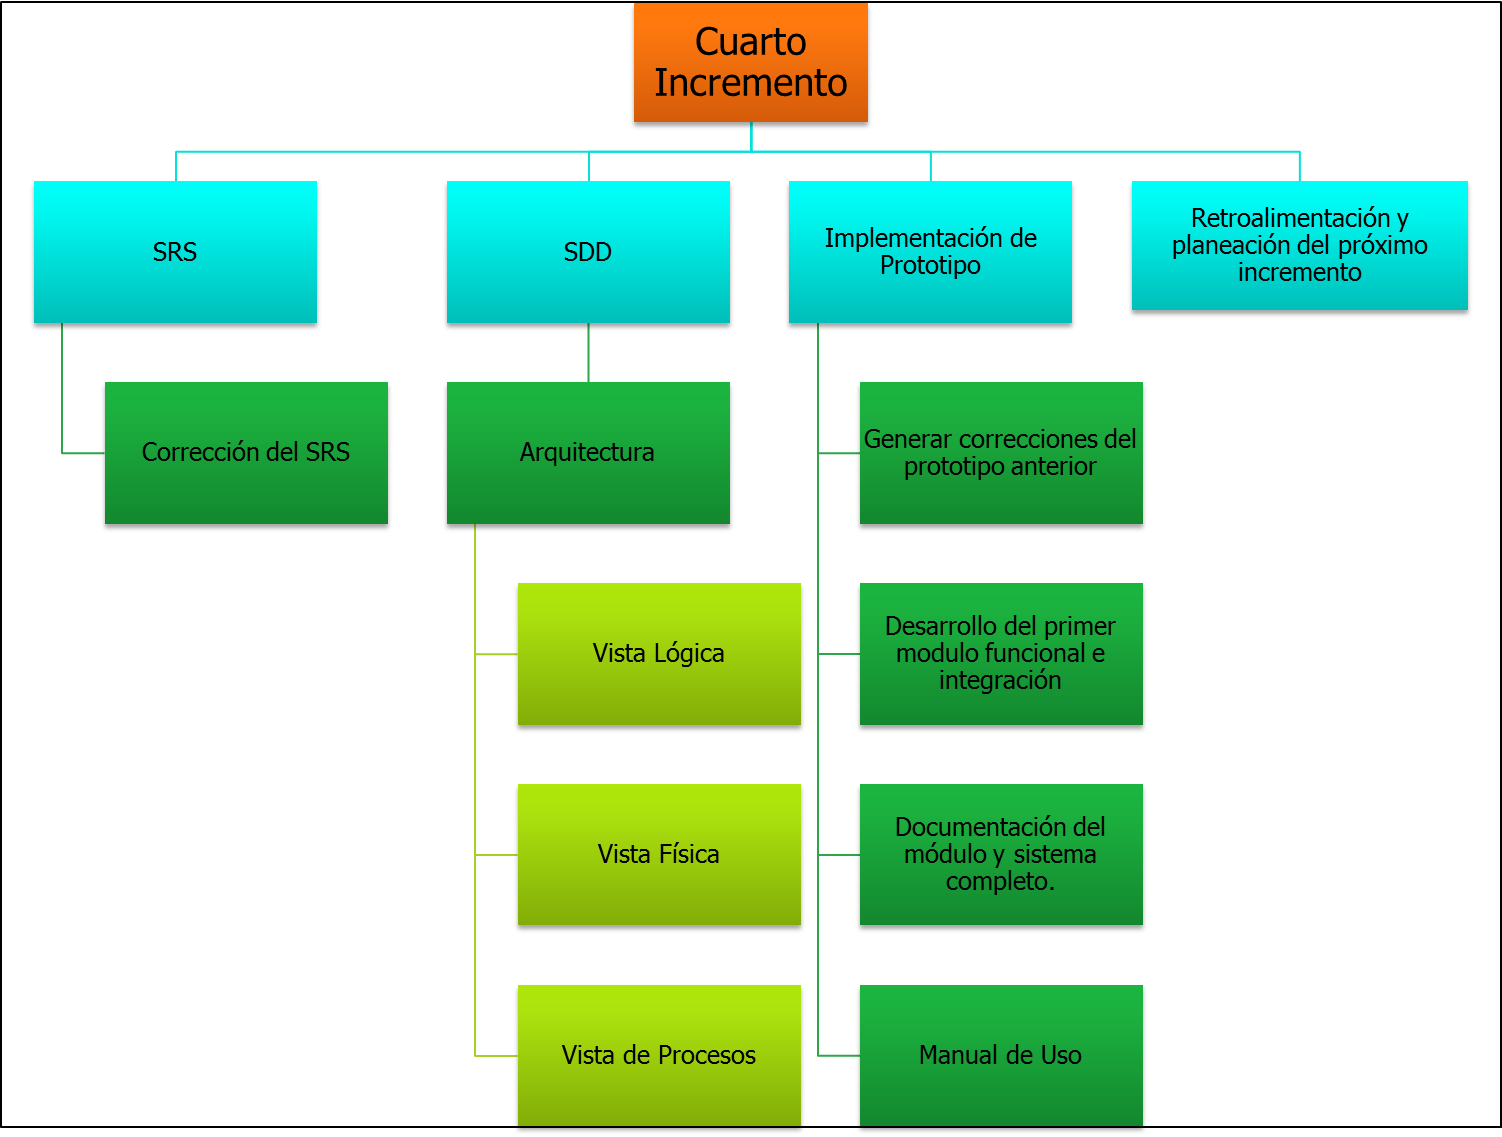 Cuarto
Incremento
SRS
SDD
Implementación de
Prototipo
Retroalimentación y
planeación del próximo
incremento
Corrección del SRS
Arquitectura
Generar correcciones del
prototipo anterior
Vista Lógica
Desarrollo del primer
modulo funcional e
integración
Vista Física
Documentación del
módulo y sistema
completo.
Vista de Procesos
Manual de Uso